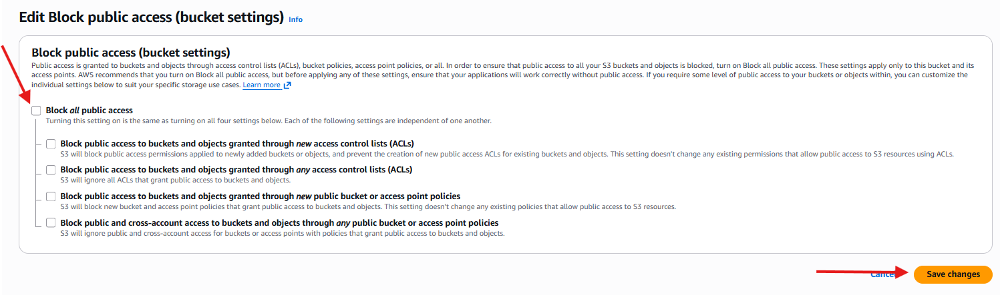 Edit Block public access (bucket settings) Info
Block public access (bucket settings)
Public access is granted to buckets and objects through access control lists (ACLs), bucket policies, access point policies, or all. In order to ensure that public access to all your S3 buckets and objects is blocked, turn on Block all public access. These settings apply only to this bucket and its
access points. AWS recommends that you turn on Block all public access, but before applying any of these settings, ensure that your applications will work correctly without public access. If you require some level of public access to your buckets or objects within, you can customize the
individual settings below to suit your specific storage use cases. Learn more
Block all public access
Turning this setting on is the same as turning on all four settings below. Each of the following settings are independent of one another.
Block public access to buckets and objects granted through new access control lists (ACLs)
S3 will block public access permissions applied to newly added buckets or objects, and prevent the creation of new public access ACLs for existing buckets and objects. This setting doesn't change any existing permissions that allow public access to S3 resources using ACLs.
Block public access to buckets and objects granted through any access control lists (ACLs)
S3 will ignore all ACLs that grant public access to buckets and objects.
Block public access to buckets and objects granted through new public bucket or access point policies
S3 will block new bucket and access point policies that grant public access to buckets and objects. This setting doesn't change any existing policies that allow public access to S3 resources.
Block public and cross-account access to buckets and objects through any public bucket or access point policies
S3 will ignore public and cross-account access for buckets or access points with policies that grant public access to buckets and objects.
Cancel Save changes